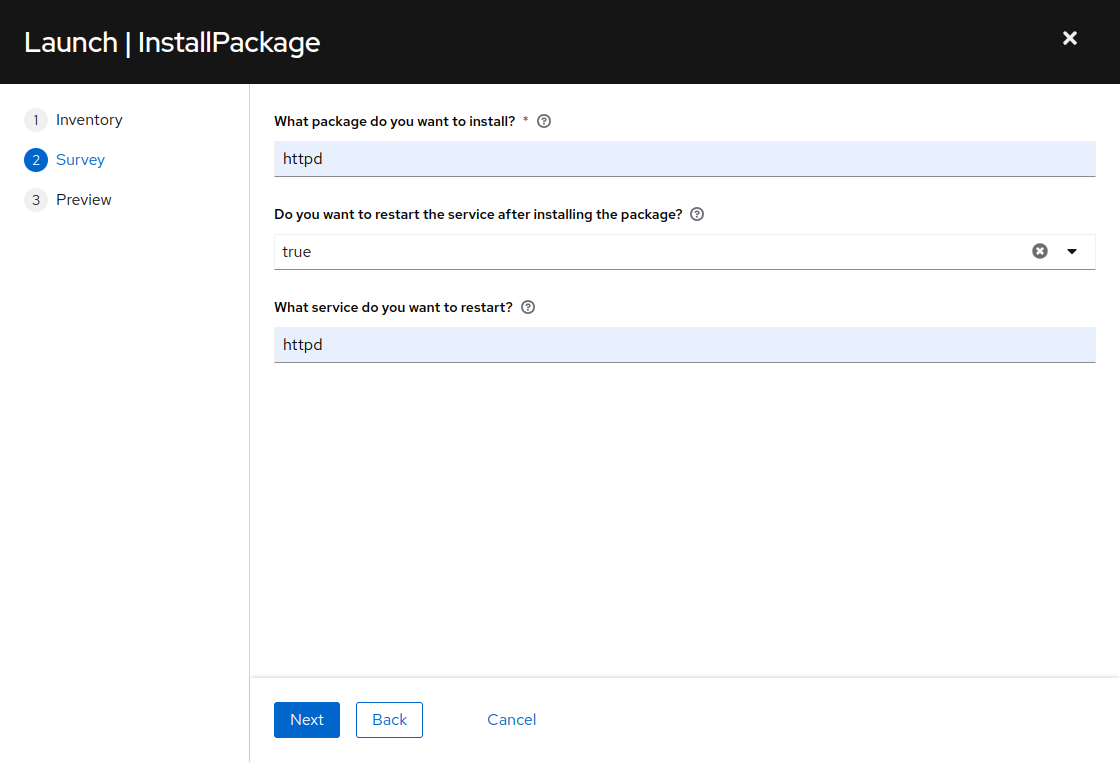 Launch | InstallPackage
1 Inventory
2 Survey
3 Preview
What package do you want to install? *
httpd
Do you want to restart the service after installing the package?
true
What service do you want to restart?
httpd
Next Back Cancel